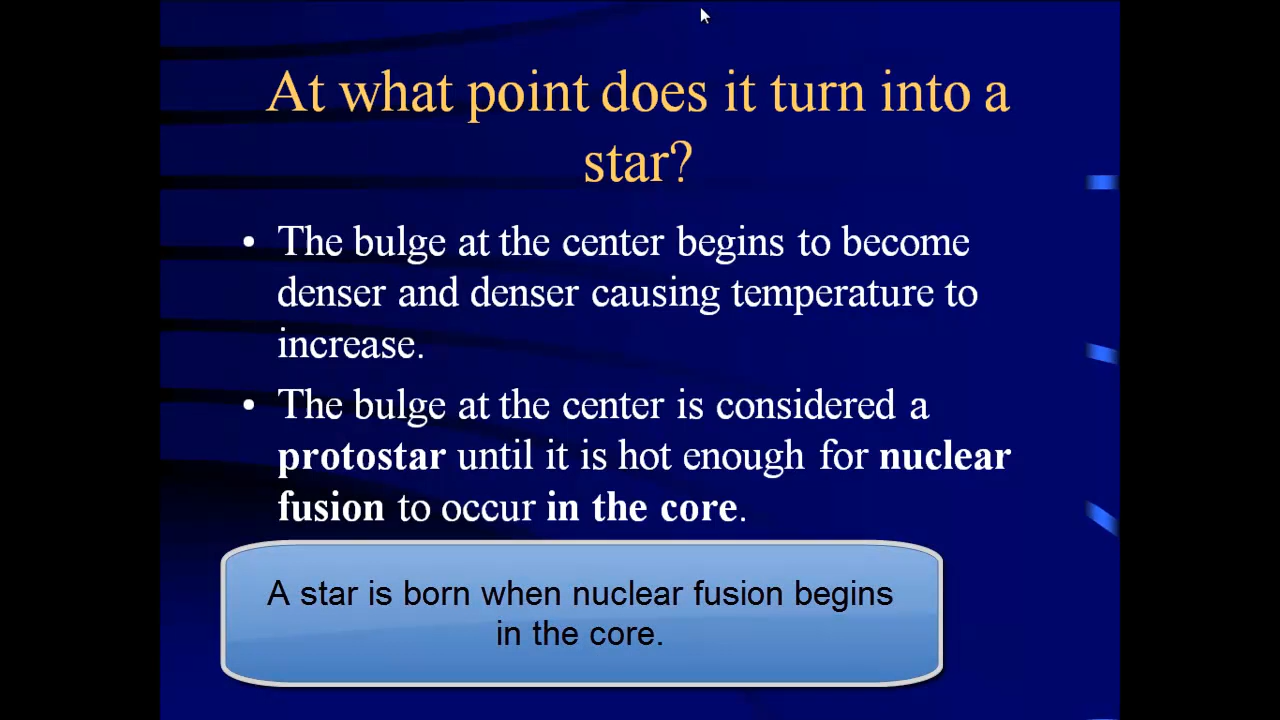 At what point does it turn into a
star?
• The bulge at the center begins to become
denser and denser causing temperature to
increase.
• The bulge at the center is considered a
protostar until it is hot enough for nuclear
fusion to occur in the core.
A star is born when nuclear fusion begins
in the core.